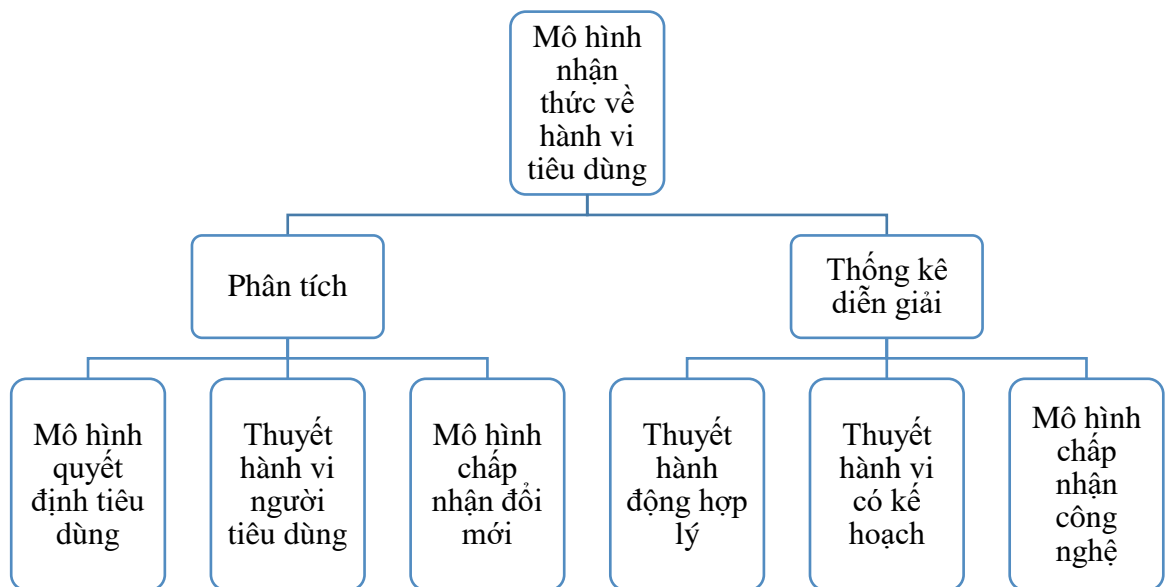 Mô hình
nhận
thức về
hành vi
tiêu dùng
Phân tích
Thống kê
diễn giải
Mô hình
quyết
định tiêu
dùng
Thuyết
hành vi
người
tiêu dùng
Mô hình
chấp
nhận đổi
mới
Thuyết
hành
động hợp
lý
Thuyết
hành vi
có kế
hoạch
Mô hình
chấp
nhận
công
nghệ